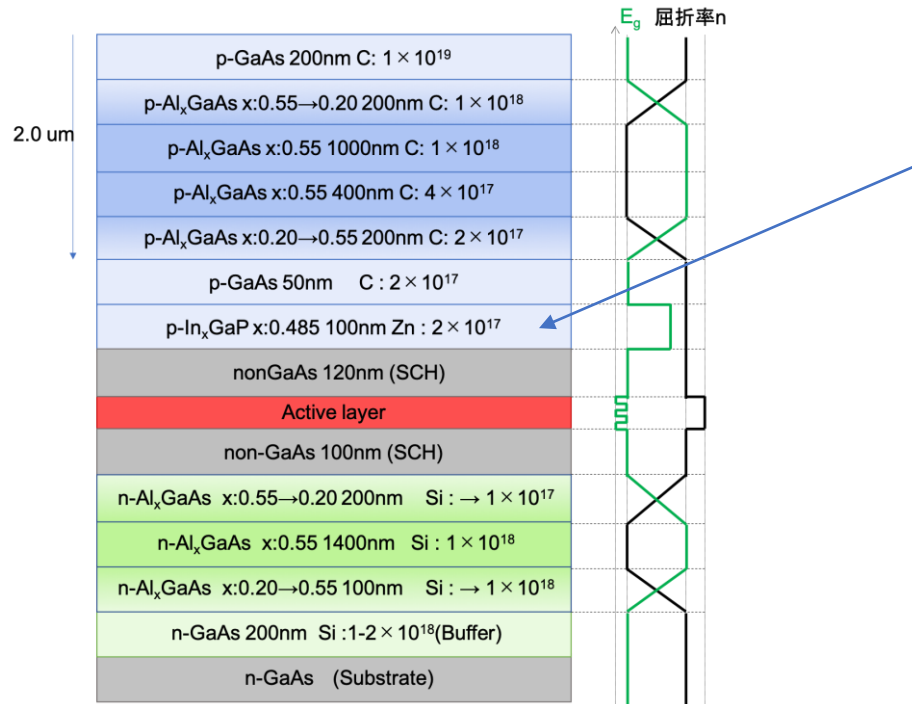 E_g 屈折率n
p-GaAs 200nm C: 1×10¹⁹
p-AlₓGaAs x:0.55→0.20 200nm C: 1×10¹⁸
2.0 um
p-AlₓGaAs x:0.55 1000nm C: 1×10¹⁸
p-AlₓGaAs x:0.55 400nm C: 4×10¹⁷
p-AlₓGaAs x:0.20→0.55 200nm C: 2×10¹⁷
p-GaAs 50nm C : 2×10¹⁷
p-InₓGaP x:0.485 100nm Zn : 2×10¹⁷
nonGaAs 120nm (SCH)
Active layer
non-GaAs 100nm (SCH)
n-AlₓGaAs x:0.55→0.20 200nm Si : → 1×10¹⁷
n-AlₓGaAs x:0.55 1400nm Si : 1×10¹⁸
n-AlₓGaAs x:0.20→0.55 100nm Si : → 1×10¹⁸
n-GaAs 200nm Si :1-2×10¹⁸(Buffer)
n-GaAs (Substrate)